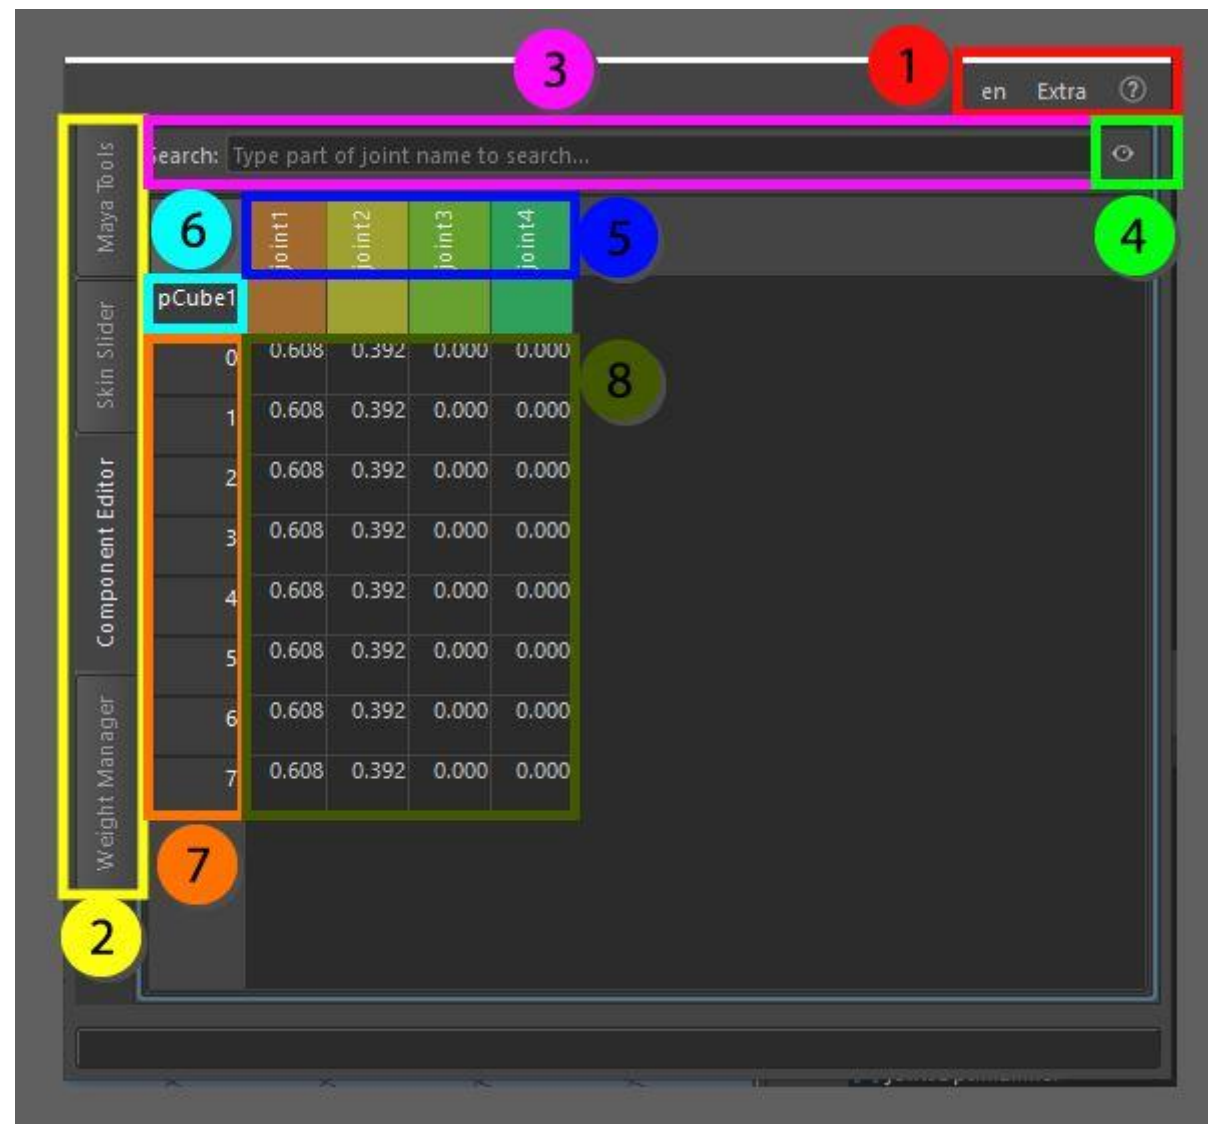 3
1
en Extra ?
Search: Type part of joint name to search...
Maya Tools
Skin Slider
Component Editor
Weight Manager
6
joint1 joint2 joint3 joint4
5
4
pCube1
0 0.608 0.392 0.000 0.000
8
1 0.608 0.392 0.000 0.000
2 0.608 0.392 0.000 0.000
3 0.608 0.392 0.000 0.000
4 0.608 0.392 0.000 0.000
5 0.608 0.392 0.000 0.000
6 0.608 0.392 0.000 0.000
7 0.608 0.392 0.000 0.000
7
2